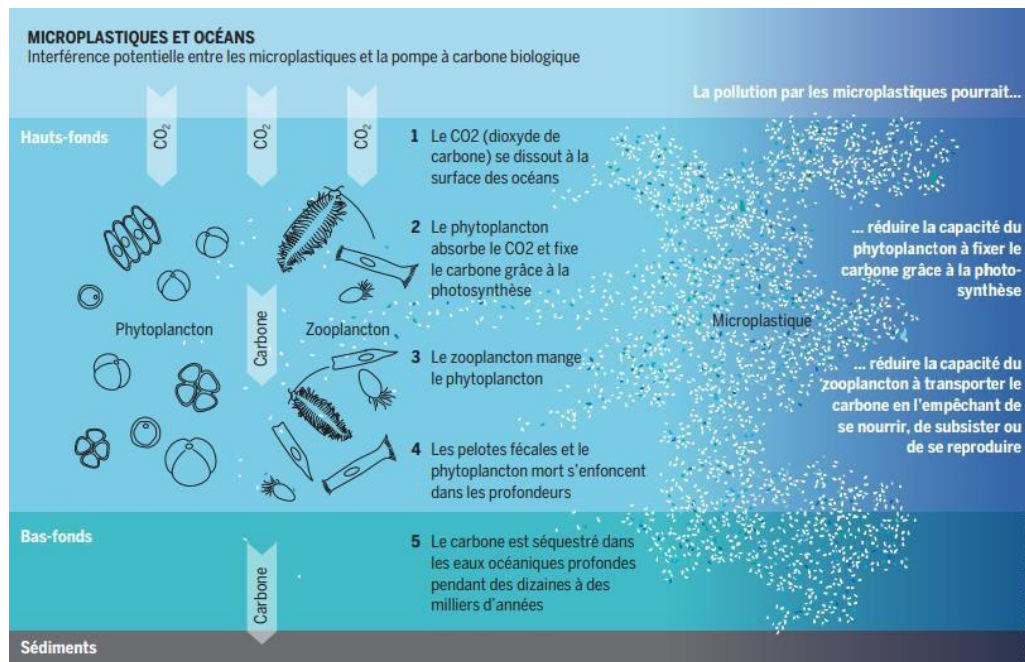 MICROPLASTIQUES ET OCÉANS
Interférence potentielle entre les microplastiques et la pompe à carbone biologique
La pollution par les microplastiques pourrait...
Hauts-fonds
CO2
CO2
CO2
1 Le CO2 (dioxyde de
carbone) se dissout à la
surface des océans
2 Le phytoplancton
absorbe le CO2 et fixe
le carbone grâce à la
photosynthèse
... réduire la capacité du
phytoplancton à fixer le
carbone grâce à la photo-
synthèse
Phytoplancton
Carbone
Zooplancton
Microplastique
3 Le zooplancton mange
le phytoplancton
... réduire la capacité du
zooplancton à transporter le
carbone en l'empêchant de
se nourrir, de subsister ou
de se reproduire
4 Les pelotes fécales et le
phytoplancton mort s'enfoncent
dans les profondeurs
Bas-fonds
Carbone
5 Le carbone est séquestré dans
les eaux océaniques profondes
pendant des dizaines à des
milliers d'années
Sédiments